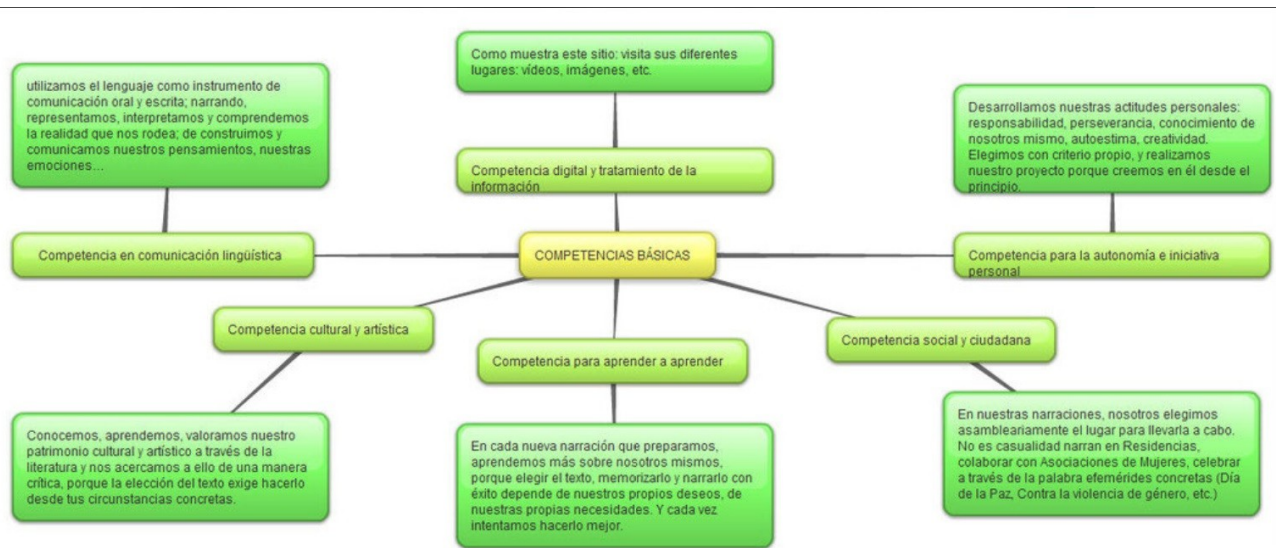 Como muestra este sitio: visita sus diferentes
lugares: vídeos, imágenes, etc.
utilizamos el lenguaje como instrumento de
comunicación oral y escrita; narrando,
representamos, interpretamos y comprendemos
la realidad que nos rodea; de construimos y
comunicamos nuestros pensamientos, nuestras
emociones...
Desarrollamos nuestras actitudes personales:
responsabilidad, perseverancia, conocimiento de
nosotros mismo, autoestima, creatividad.
Elegimos con criterio propio, y realizamos
nuestro proyecto porque creemos en él desde el
principio.
Competencia digital y tratamiento de la
información
Competencia en comunicación lingüística
COMPETENCIAS BÁSICAS
Competencia para la autonomía e iniciativa
personal
Competencia cultural y artística
Competencia para aprender a aprender
Competencia social y ciudadana
Conocemos, aprendemos, valoramos nuestro
patrimonio cultural y artístico a través de la
literatura y nos acercamos a ello de una manera
crítica, porque la elección del texto exige hacerlo
desde tus circunstancias concretas.
En cada nueva narración que preparamos,
aprendemos más sobre nosotros mismos,
porque elegir el texto, memorizarlo y narrarlo con
éxito depende de nuestros propios deseos, de
nuestras propias necesidades. Y cada vez
intentamos hacerlo mejor.
En nuestras narraciones, nosotros elegimos
asambleariamente el lugar para llevarla a cabo.
No es casualidad narran en Residencias,
colaborar con Asociaciones de Mujeres, celebrar
a través de la palabra efemérides concretas (Día
de la Paz, Contra la violencia de género, etc.)